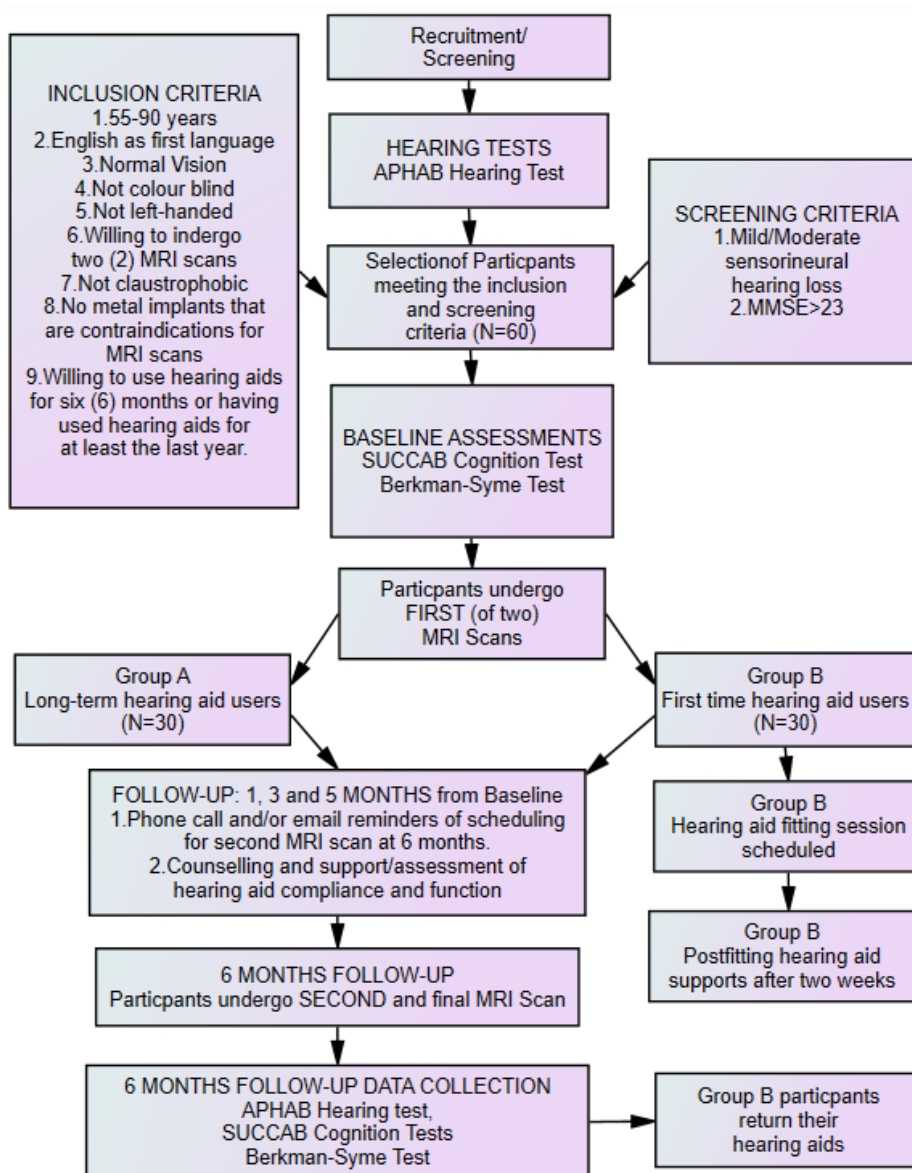 Recruitment/
Screening
INCLUSION CRITERIA
1.55-90 years
2.English as first language
3.Normal Vision
4.Not colour blind
5.Not left-handed
6.Willing to indergo
two (2) MRI scans
7.Not claustrophobic
8.No metal implants that
are contraindications for
MRI scans
9.Willing to use hearing aids
for six (6) months or having
used hearing aids for
at least the last year.
HEARING TESTS
APHAB Hearing Test
SCREENING CRITERIA
1.Mild/Moderate
sensorineural
hearing loss
2.MMSE>23
Selectionof Particpants
meeting the inclusion
and screening
criteria (N=60)
BASELINE ASSESSMENTS
SUCCAB Cognition Test
Berkman-Syme Test
Particpants undergo
FIRST (of two)
MRI Scans
Group A
Long-term hearing aid users
(N=30)
Group B
First time hearing aid users
(N=30)
FOLLOW-UP: 1, 3 and 5 MONTHS from Baseline
1.Phone call and/or email reminders of scheduling
for second MRI scan at 6 months.
2.Counselling and support/assessment of
hearing aid compliance and function
Group B
Hearing aid fitting session
scheduled
Group B
Postfitting hearing aid
supports after two weeks
6 MONTHS FOLLOW-UP
Particpants undergo SECOND and final MRI Scan
6 MONTHS FOLLOW-UP DATA COLLECTION
APHAB Hearing test,
SUCCAB Cognition Tests
Berkman-Syme Test
Group B particpants
return their
hearing aids